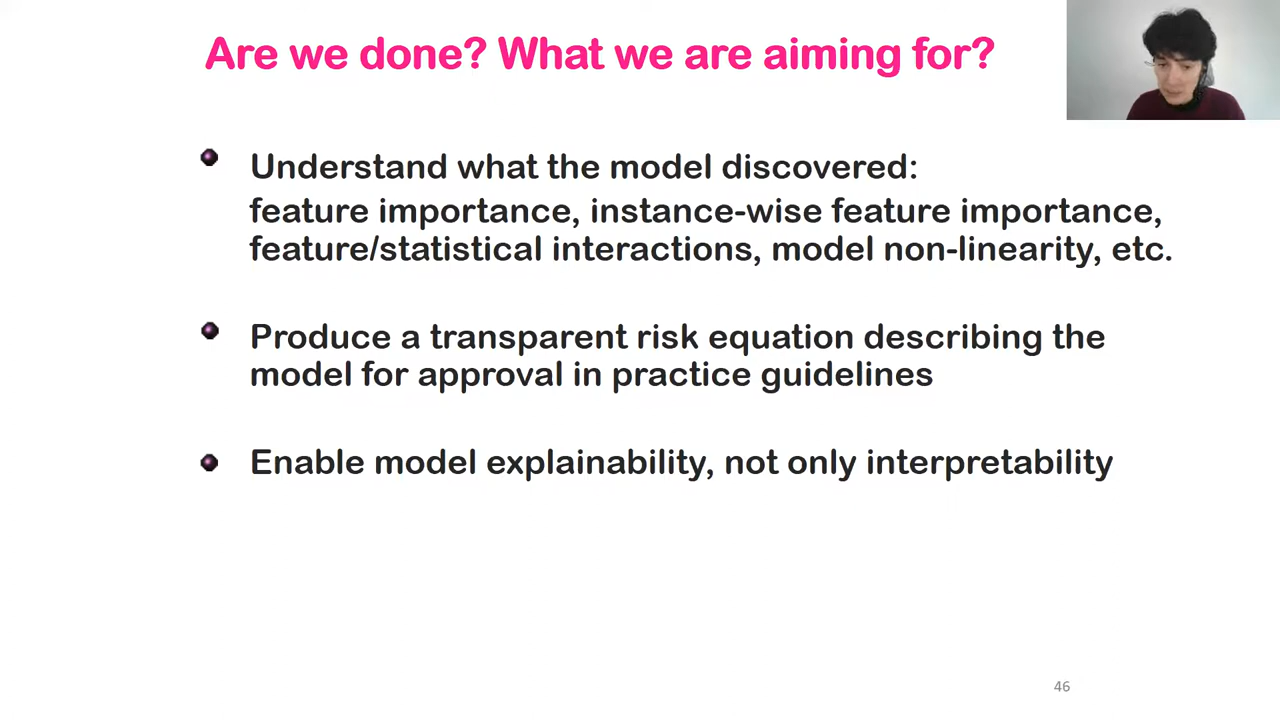 Are we done? What we are aiming for?
Understand what the model discovered:
feature importance, instance-wise feature importance,
feature/statistical interactions, model non-linearity, etc.
Produce a transparent risk equation describing the
model for approval in practice guidelines
Enable model explainability, not only interpretability
46